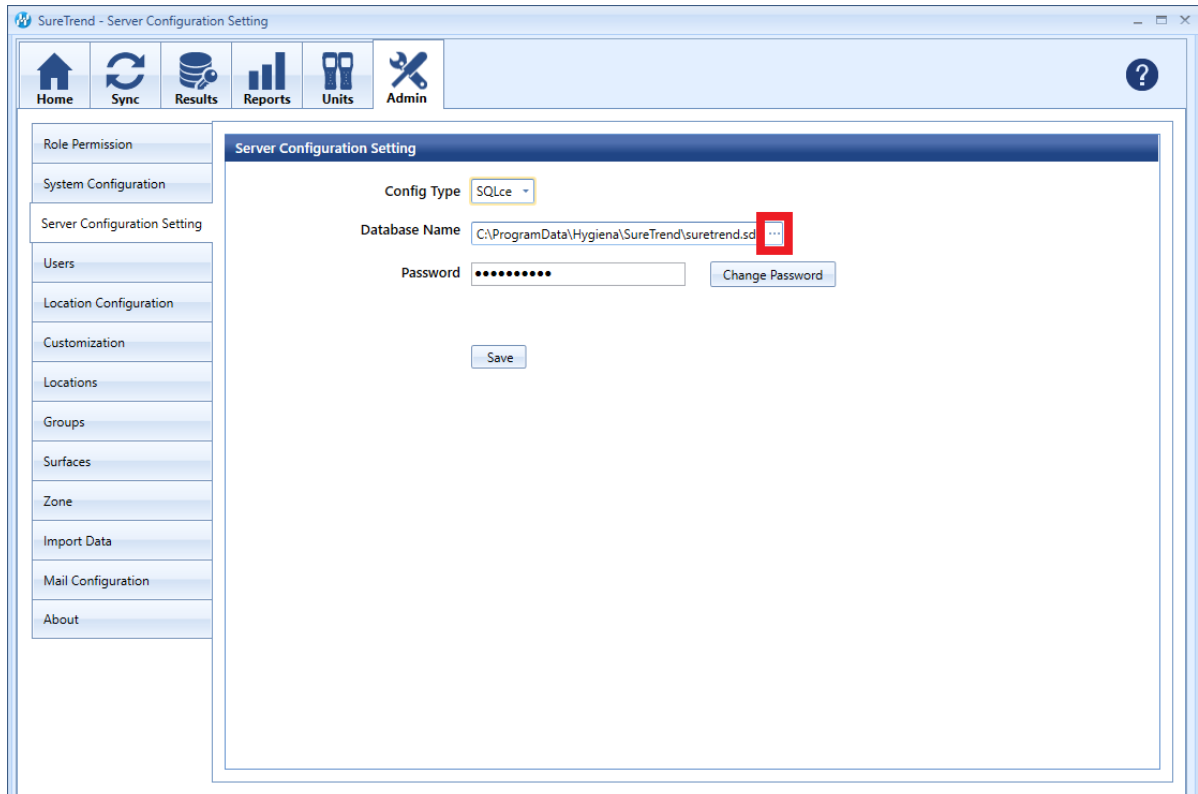 SureTrend - Server Configuration Setting
Home Sync Results Reports Units Admin
?
Role Permission
System Configuration
Server Configuration Setting
Users
Location Configuration
Customization
Locations
Groups
Surfaces
Zone
Import Data
Mail Configuration
About
Server Configuration Setting
Config Type SQLce
Database Name C:\ProgramData\Hygiena\SureTrend\suretrend.sd ...
Password ●●●●●●●●●● Change Password
Save